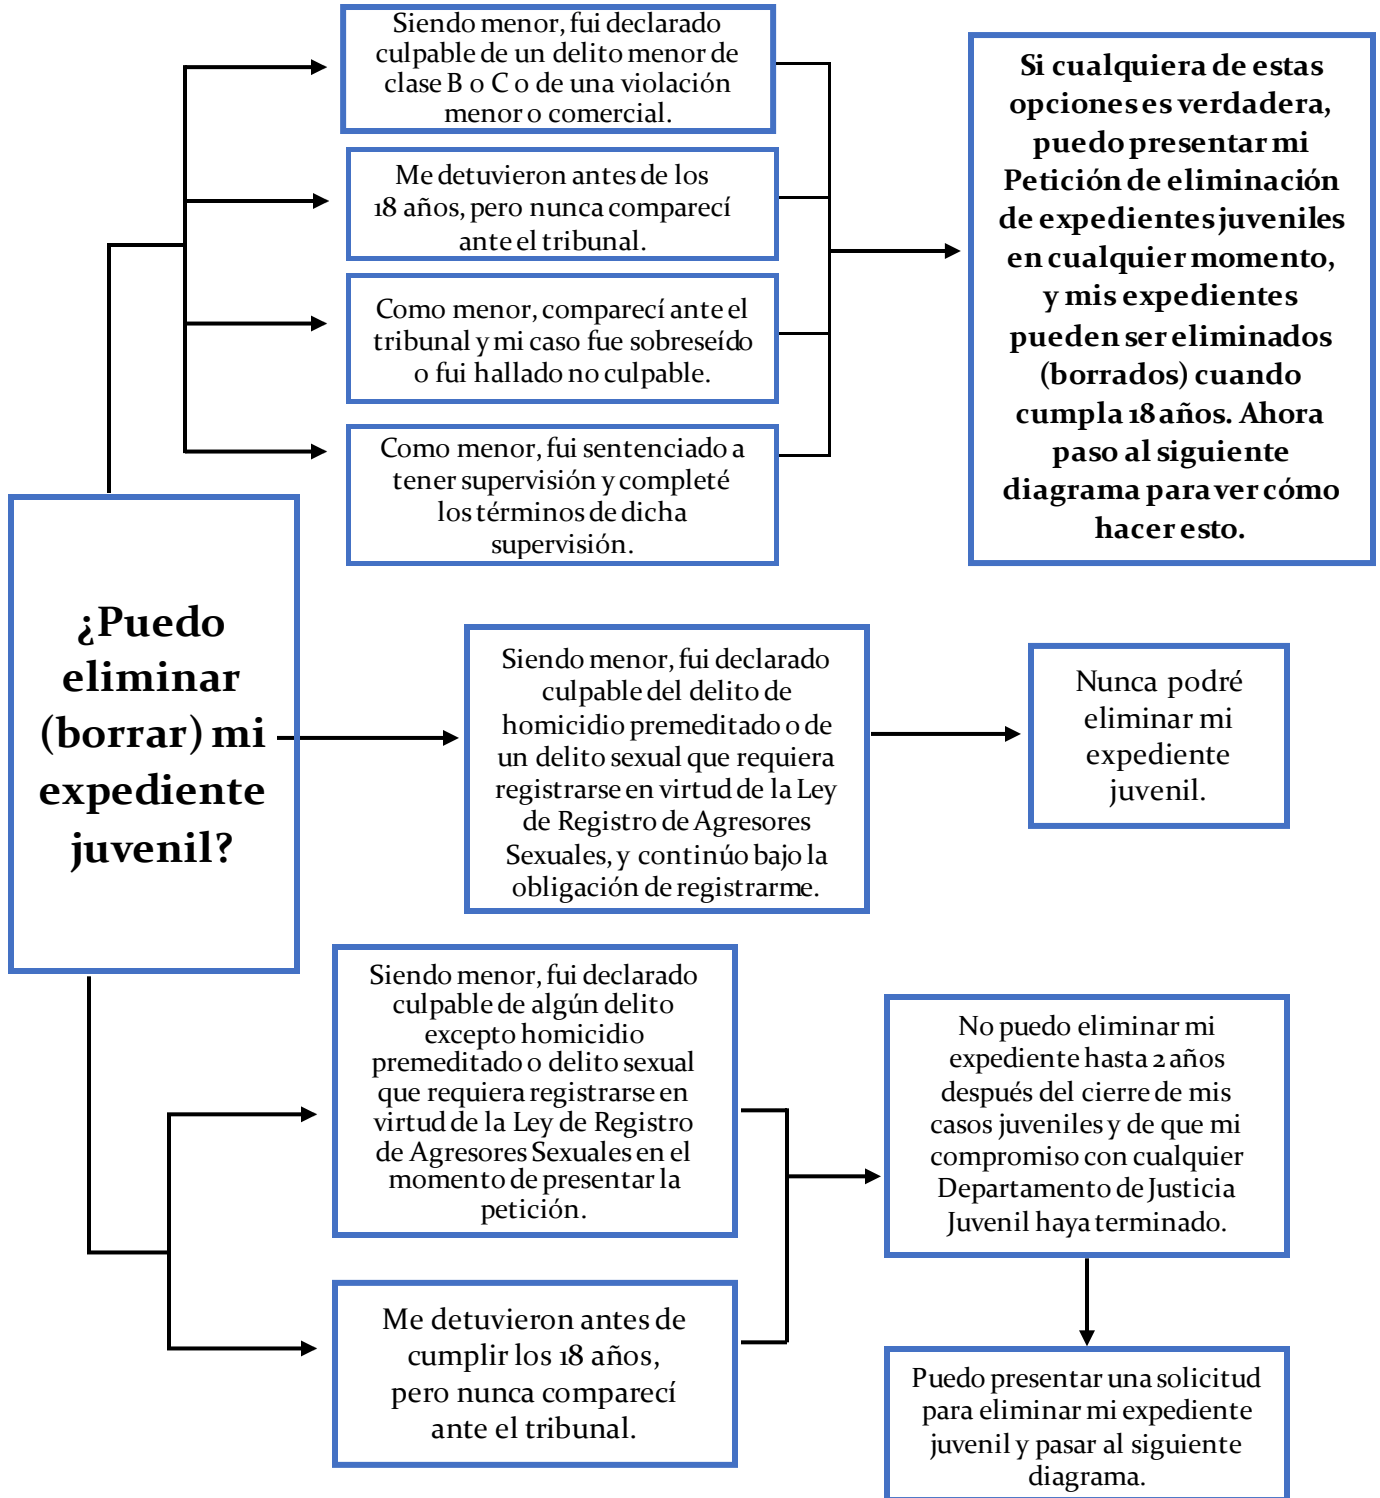 Siendo menor, fui declarado
culpable de un delito menor de
clase B o C o de una violación
menor o comercial.
Me detuvieron antes de los
18 años, pero nunca comparecí
ante el tribunal.
Como menor, comparecí ante el
tribunal y mi caso fue sobreseído
o fui hallado no culpable.
Como menor, fui sentenciado a
tener supervisión y completé
los términos de dicha
supervisión.
Si cualquiera de estas
opciones es verdadera,
puedo presentar mi
Petición de eliminación
de expedientes juveniles
en cualquier momento,
y mis expedientes
pueden ser eliminados
(borrados) cuando
cumpla 18 años. Ahora
paso al siguiente
diagrama para ver cómo
hacer esto.
¿Puedo
eliminar
(borrar) mi
expediente
juvenil?
Siendo menor, fui declarado
culpable del delito de
homicidio premeditado o de
un delito sexual que requiera
registrarse en virtud de la Ley
de Registro de Agresores
Sexuales, y continúo bajo la
obligación de registrarme.
Nunca podré
eliminar mi
expediente
juvenil.
Siendo menor, fui declarado
culpable de algún delito
excepto homicidio
premeditado o delito sexual
que requiera registrarse en
virtud de la Ley de Registro
de Agresores Sexuales en el
momento de presentar la
petición.
Me detuvieron antes de
cumplir los 18 años,
pero nunca comparecí
ante el tribunal.
No puedo eliminar mi
expediente hasta 2 años
después del cierre de mis
casos juveniles y de que mi
compromiso con cualquier
Departamento de Justicia
Juvenil haya terminado.
Puedo presentar una solicitud
para eliminar mi expediente
juvenil y pasar al siguiente
diagrama.